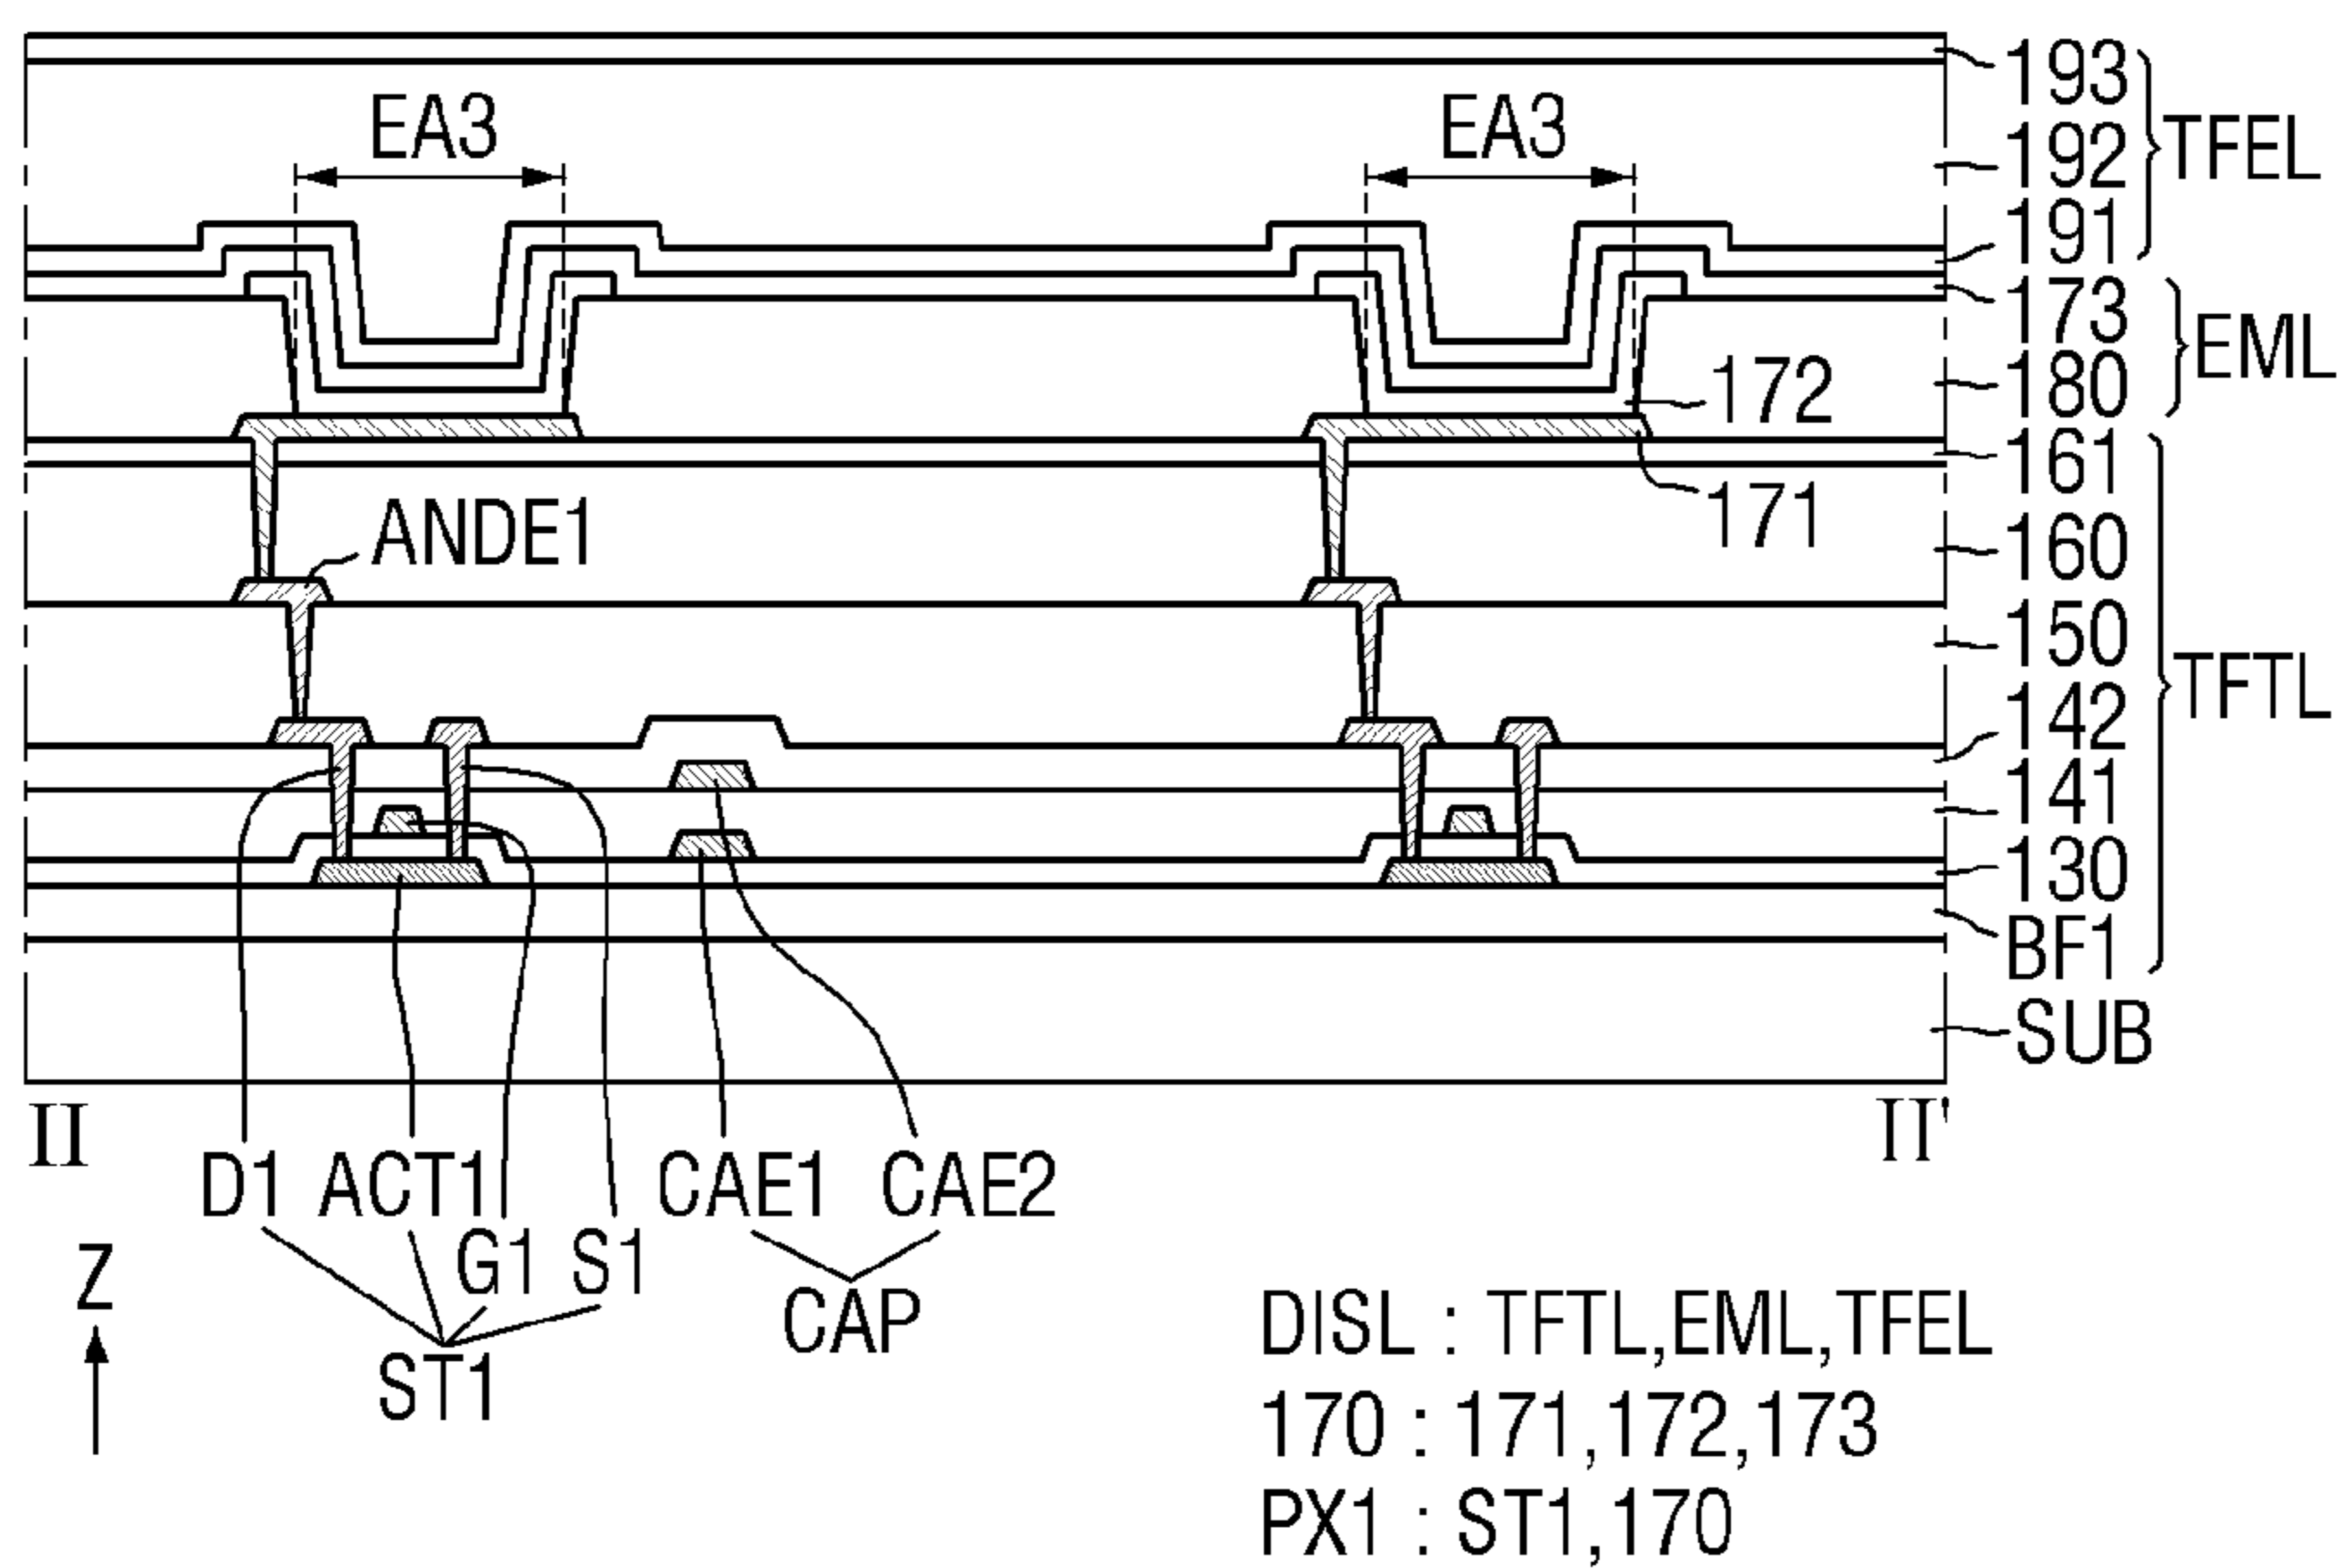 193
EA3 EA3
192 TFEL
191
173
EML
172 180
161
171
ANDE1 160
150
TFTL
142
141
130
BF1
SUB
II II'
D1 ACT1 CAE1 CAE2
G1 S1
Z
CAP
ST1
DISL : TFTL,EML,TFEL
170 : 171,172,173
PX1 : ST1,170